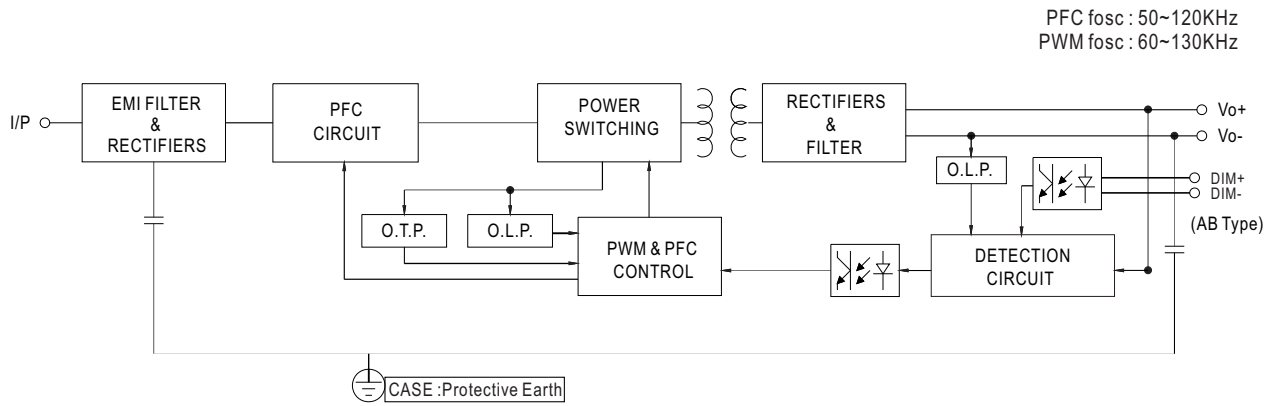 PFC fosc : 50~120KHz
PWM fosc : 60~130KHz
I/P
EMI FILTER
&
RECTIFIERS
PFC
CIRCUIT
POWER
SWITCHING
RECTIFIERS
&
FILTER
Vo+
Vo-
O.L.P.
DIM+
DIM-
(AB Type)
O.T.P.
O.L.P.
PWM & PFC
CONTROL
DETECTION
CIRCUIT
CASE :Protective Earth